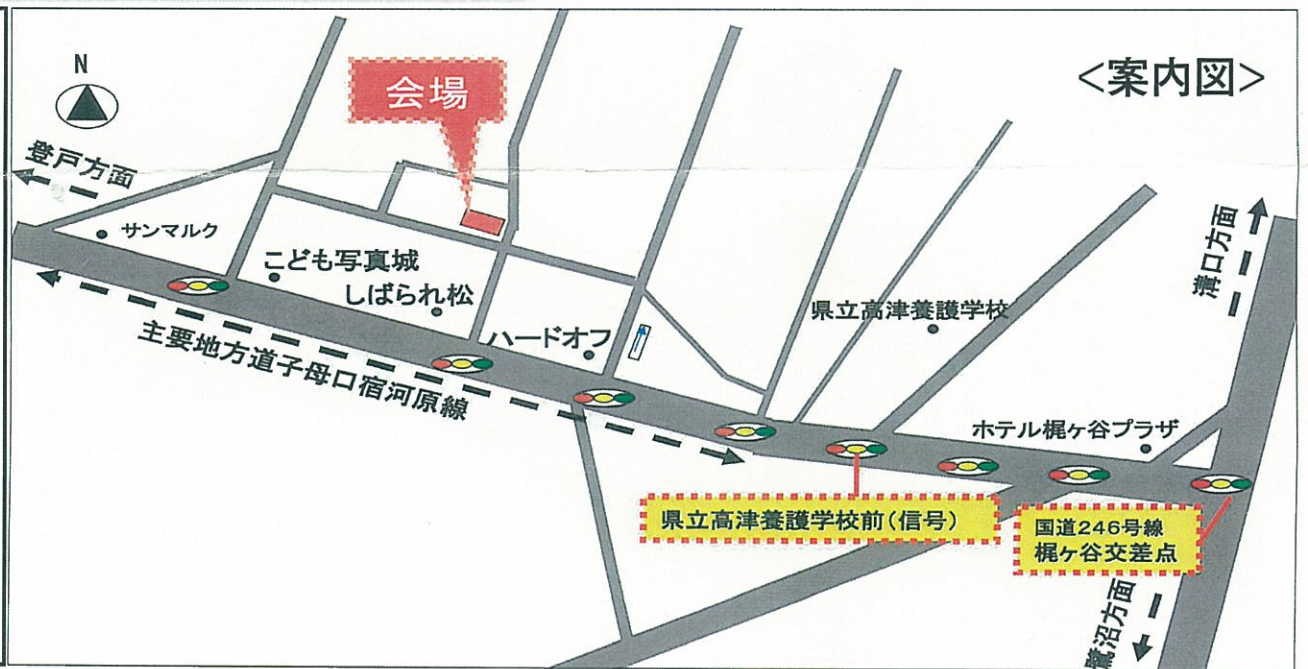 <案内図>
N
会場
登戸方面
サンマルク
こども写真城
しばられ松
ハードオフ
主要地方道子母口宿河原線
県立高津養護学校
溝口方面
ホテル梶ヶ谷プラザ
県立高津養護学校前(信号)
国道246号線
梶ヶ谷交差点
鷺沼方面